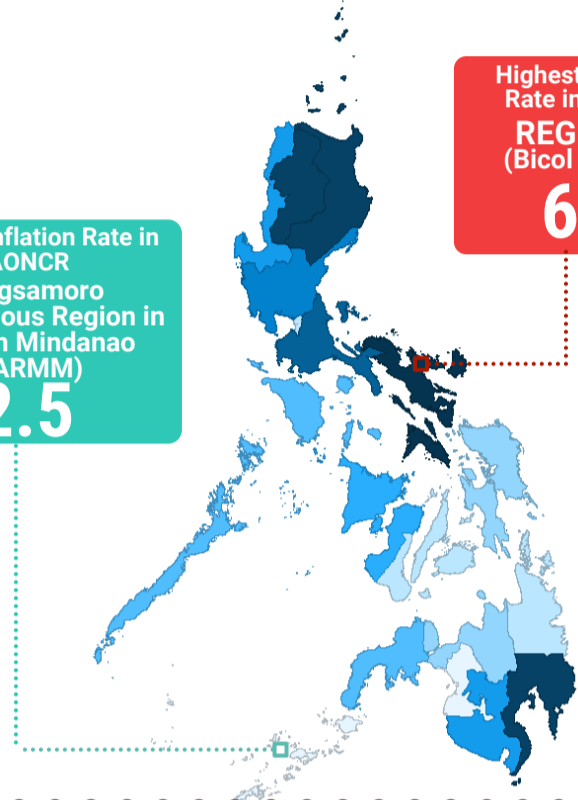 Highest
Rate in
REG
(Bicol
6
nflation Rate in
AONCR
gsamoro
ous Region in
n Mindanao
ARMM)
2.5